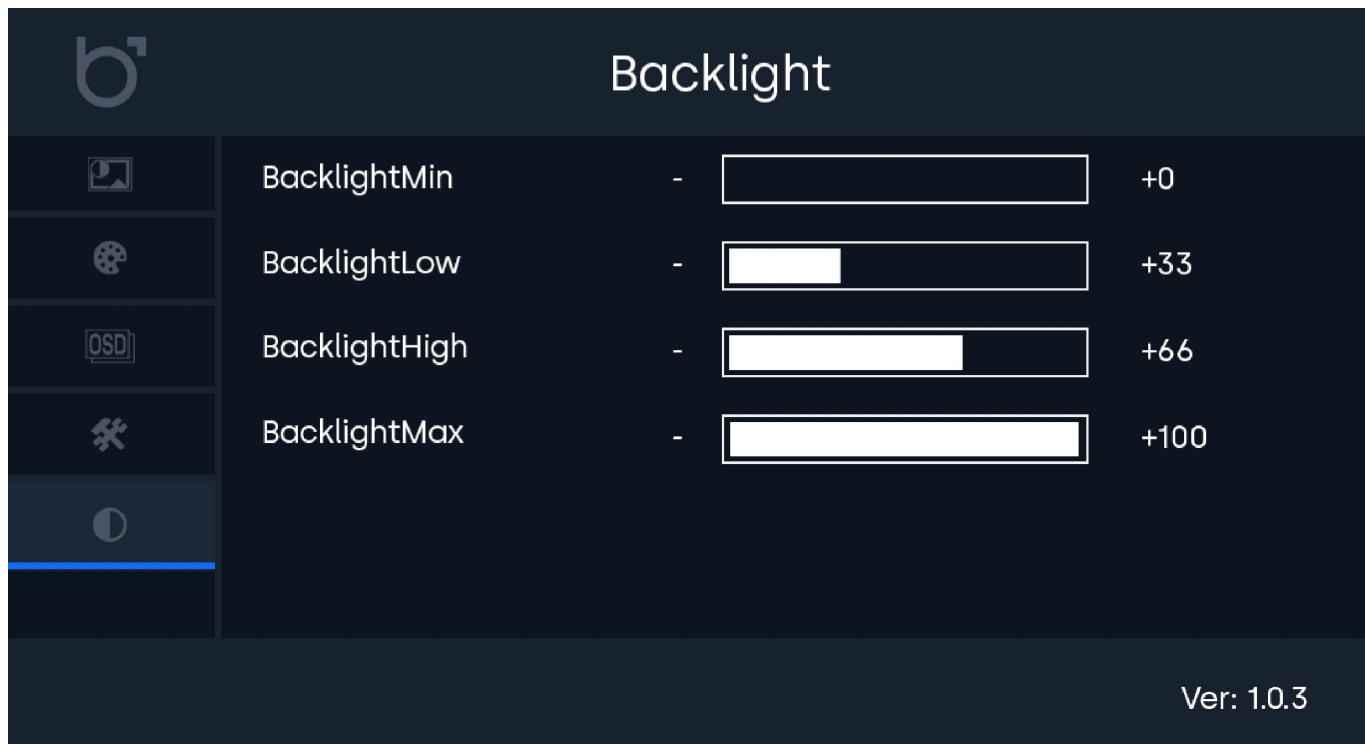 Backlight
BacklightMin - +0
BacklightLow - +33
BacklightHigh - +66
OSD
BacklightMax - +100
Ver: 1.0.3